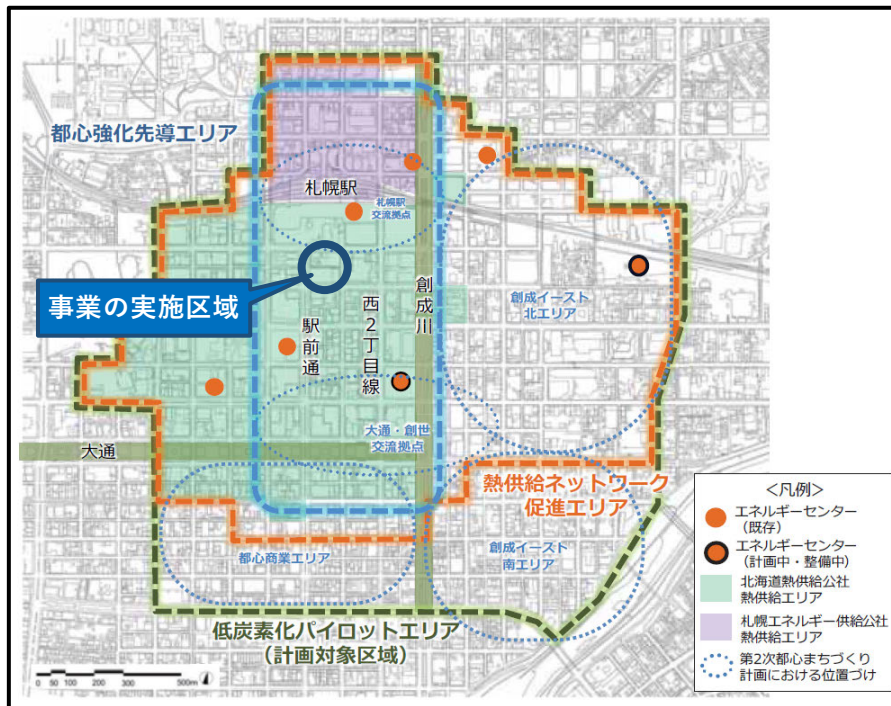 都心強化先導エリア
札幌駅
札幌駅
交流拠点
事業の実施区域
創成川
創成イースト
北エリア
西2丁目線
駅前通
大通・創世
交流拠点
大通
熱供給ネットワーク
促進エリア
都心商業エリア
創成イースト
南エリア
低炭素化パイロットエリア
(計画対象区域)
0 50 100 200 300 500m
<凡例>
エネルギーセンター
(既存)
エネルギーセンター
(計画中・整備中)
北海道熱供給公社
熱供給エリア
札幌エネルギー供給公社
熱供給エリア
第2次都心まちづくり
計画における位置づけ